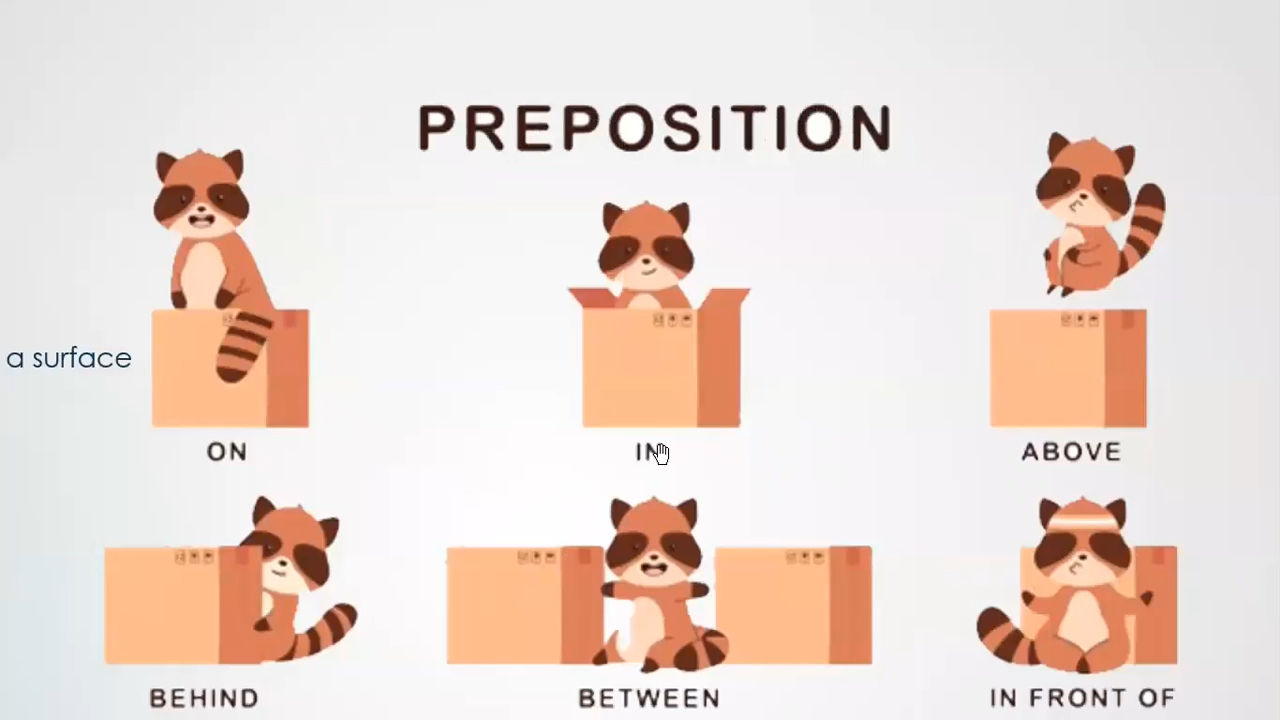 PREPOSITION
a surface
ON
IN
ABOVE
BEHIND
BETWEEN
IN FRONT OF